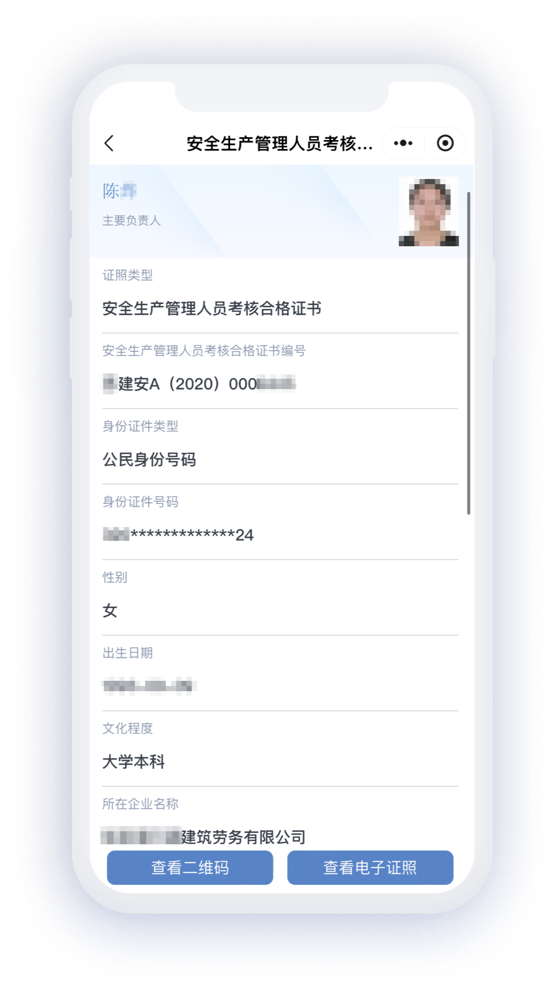 安全生产管理人员考核...
陈
主要负责人
证照类型
安全生产管理人员考核合格证书
安全生产管理人员考核合格证书编号
建安A（2020）000
身份证件类型
公民身份号码
身份证件号码
*************24
性别
女
出生日期
文化程度
大学本科
所在企业名称
建筑劳务有限公司
查看二维码
查看电子证照